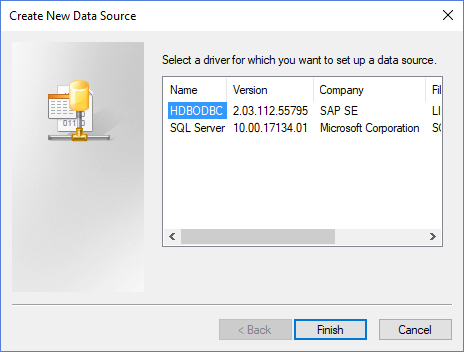 Create New Data Source
Select a driver for which you want to set up a data source.
Name Version Company Fil
HDBODBC 2.03.112.55795 SAP SE LI
SQL Server 10.00.17134.01 Microsoft Corporation SC
< Back Finish Cancel